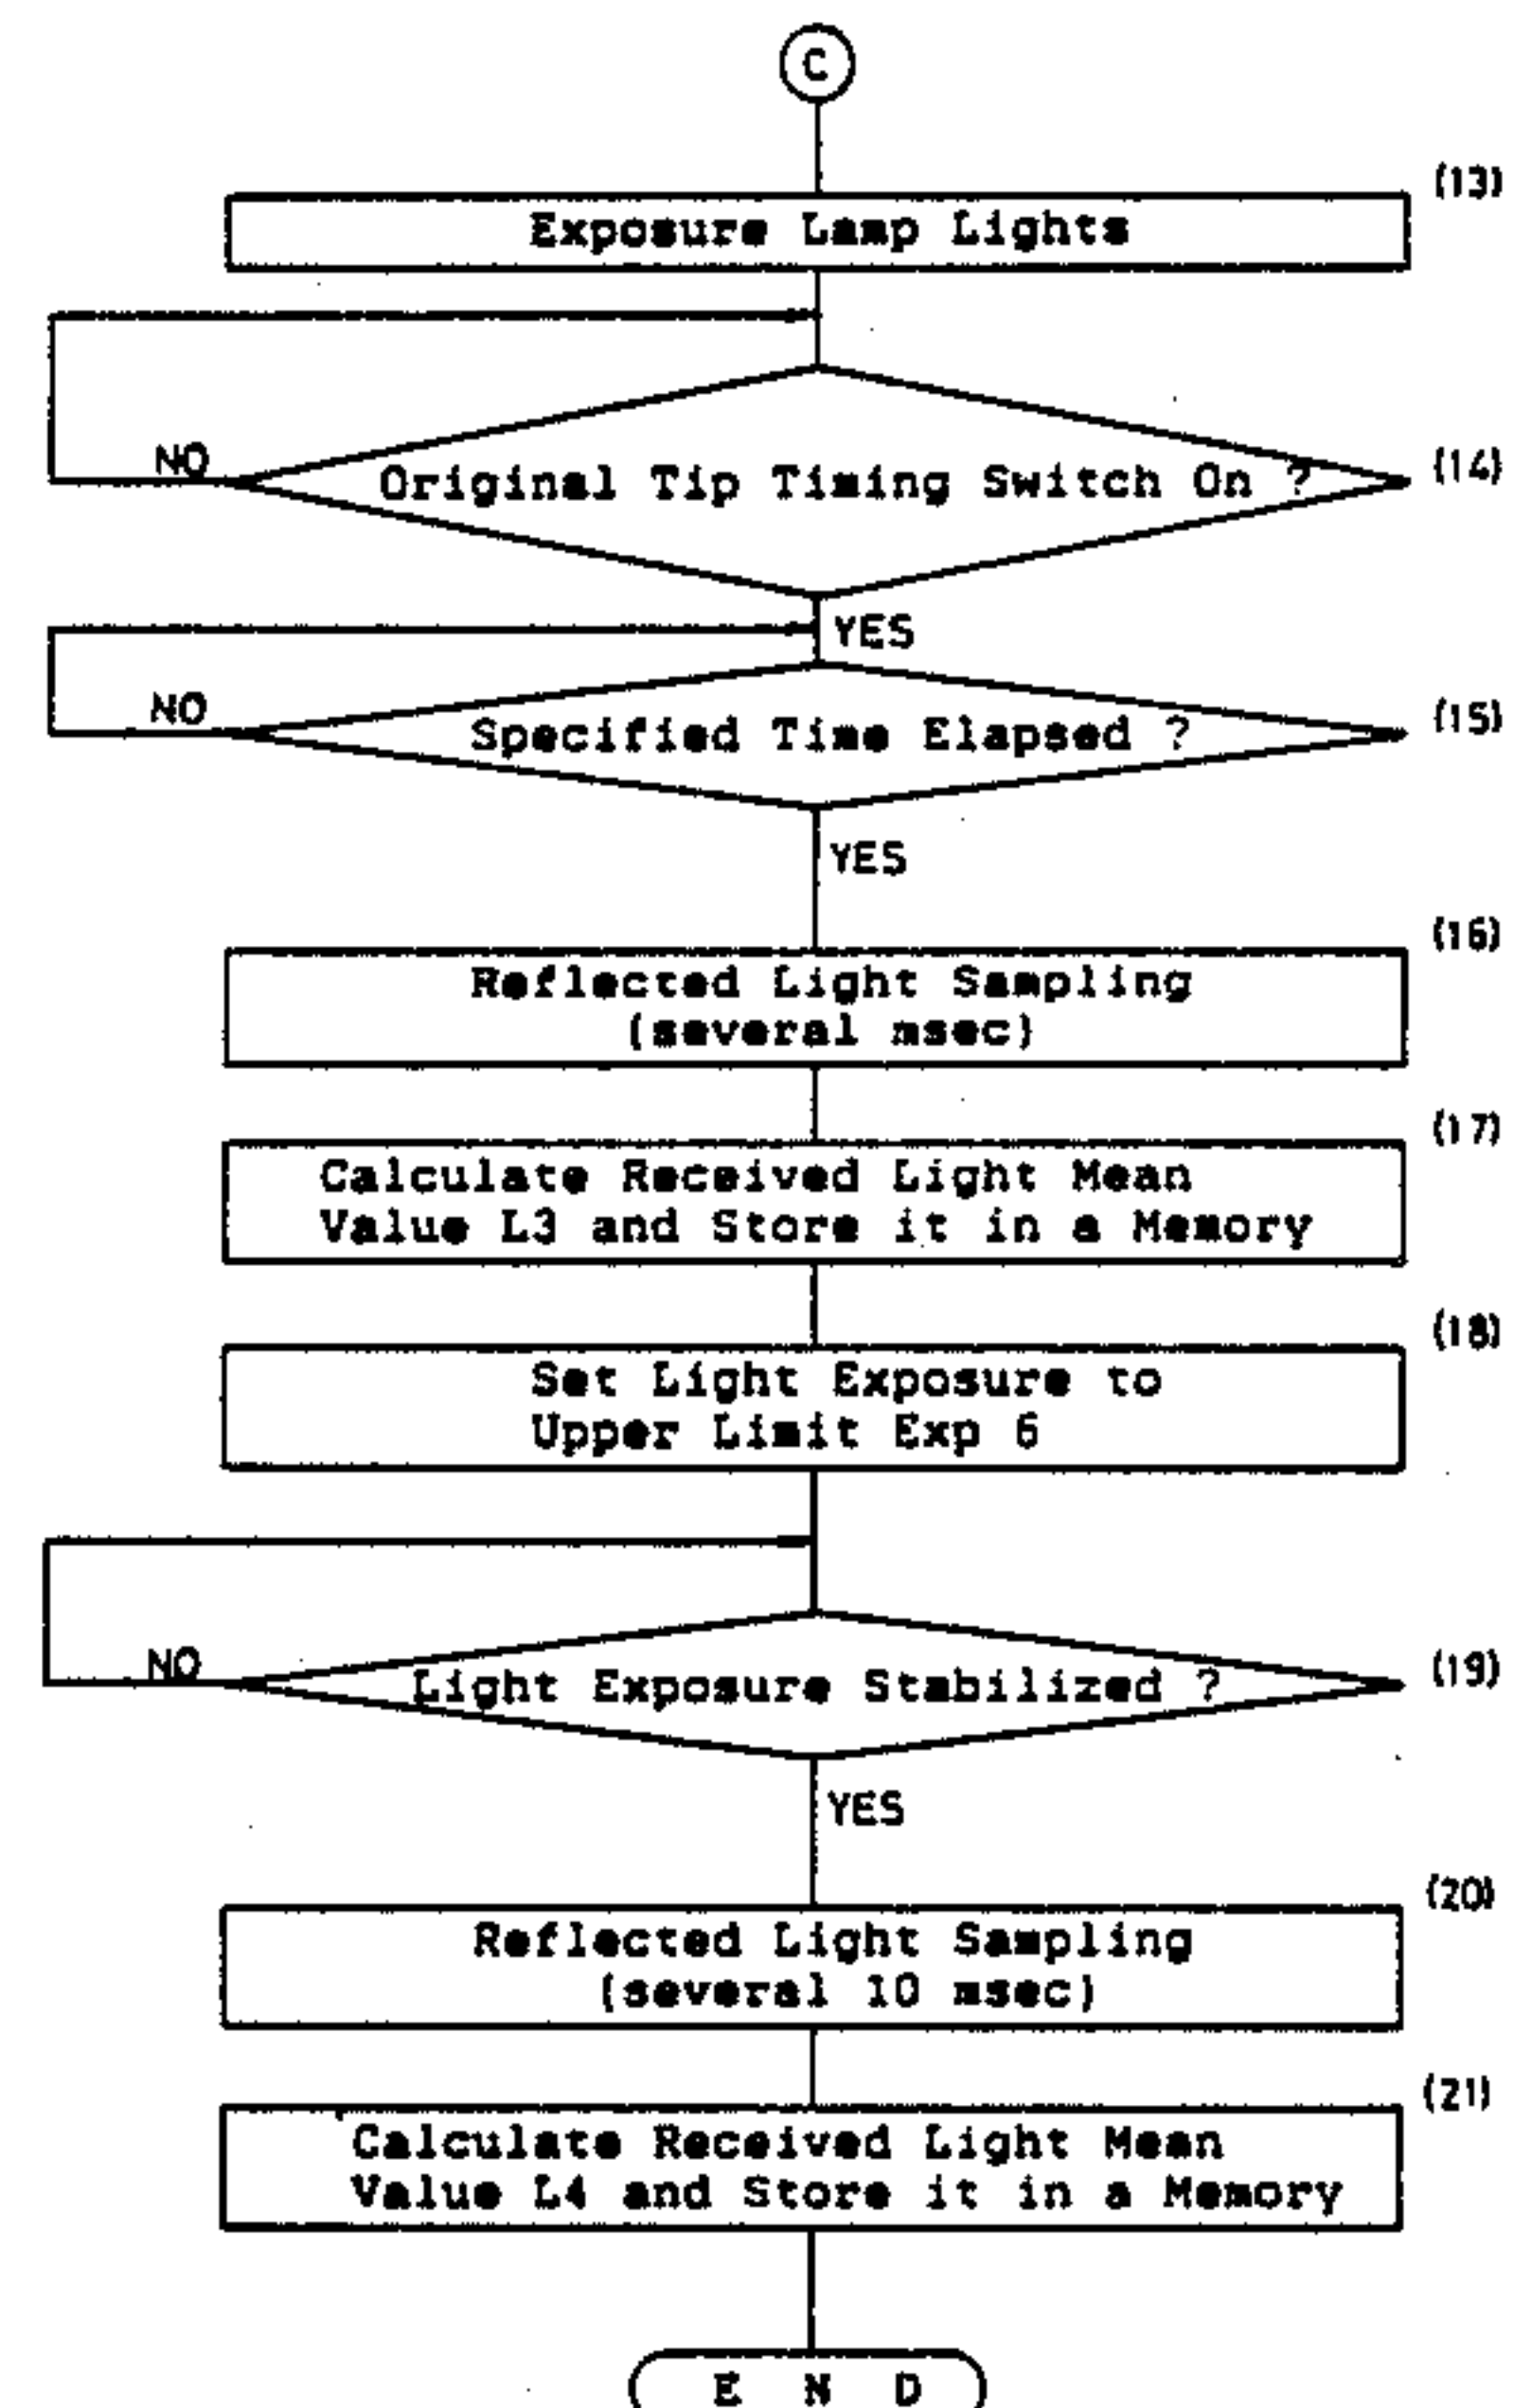 C
(13)
Exposure Lamp Lights
NO
Original Tip Timing Switch On ?
(14)
YES
NO
Specified Time Elapsed ?
(15)
YES
(16)
Reflected Light Sampling
(several msec)
(17)
Calculate Received Light Mean
Value L3 and Store it in a Memory
(18)
Set Light Exposure to
Upper Limit Exp 6
NO
Light Exposure Stabilized ?
(19)
YES
(20)
Reflected Light Sampling
(several 10 msec)
(21)
Calculate Received Light Mean
Value L4 and Store it in a Memory
E N D